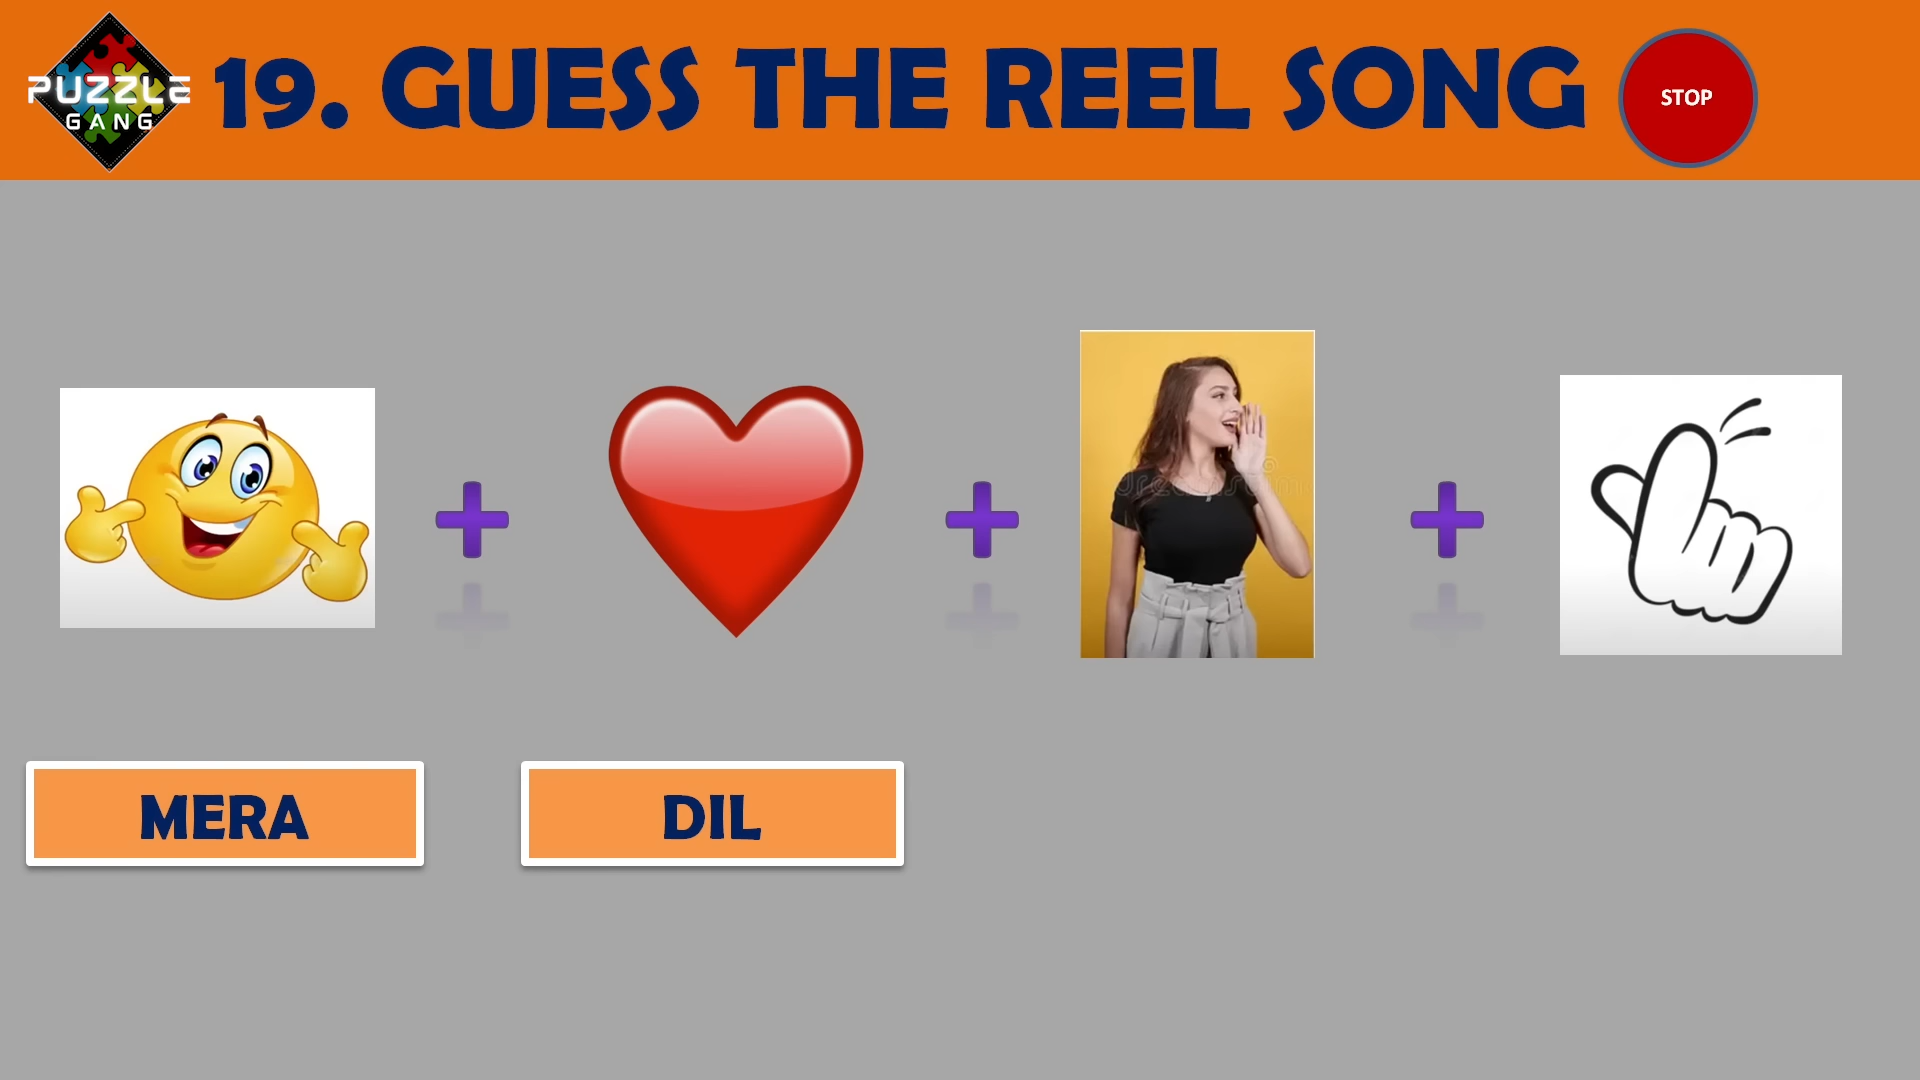 PUZZLE
GANG
19. GUESS THE REEL SONG
STOP
MERA
DIL